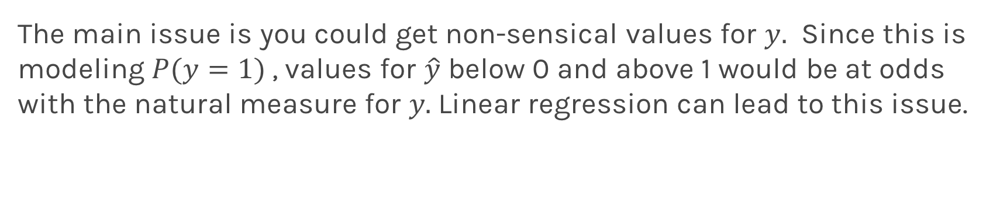 The main issue is you could get non-sensical values for y. Since this is
modeling P(y = 1) , values for ŷ below 0 and above 1 would be at odds
with the natural measure for y. Linear regression can lead to this issue.